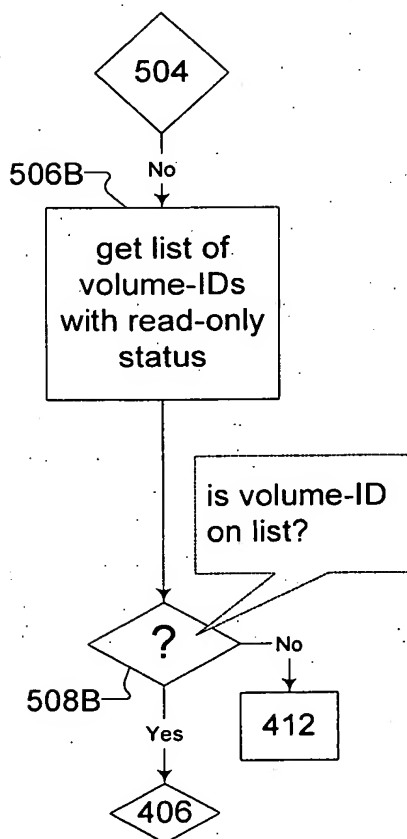 504
No
506B
get list of
volume-IDs
with read-only
status
is volume-ID
on list?
?
No
508B
412
Yes
406